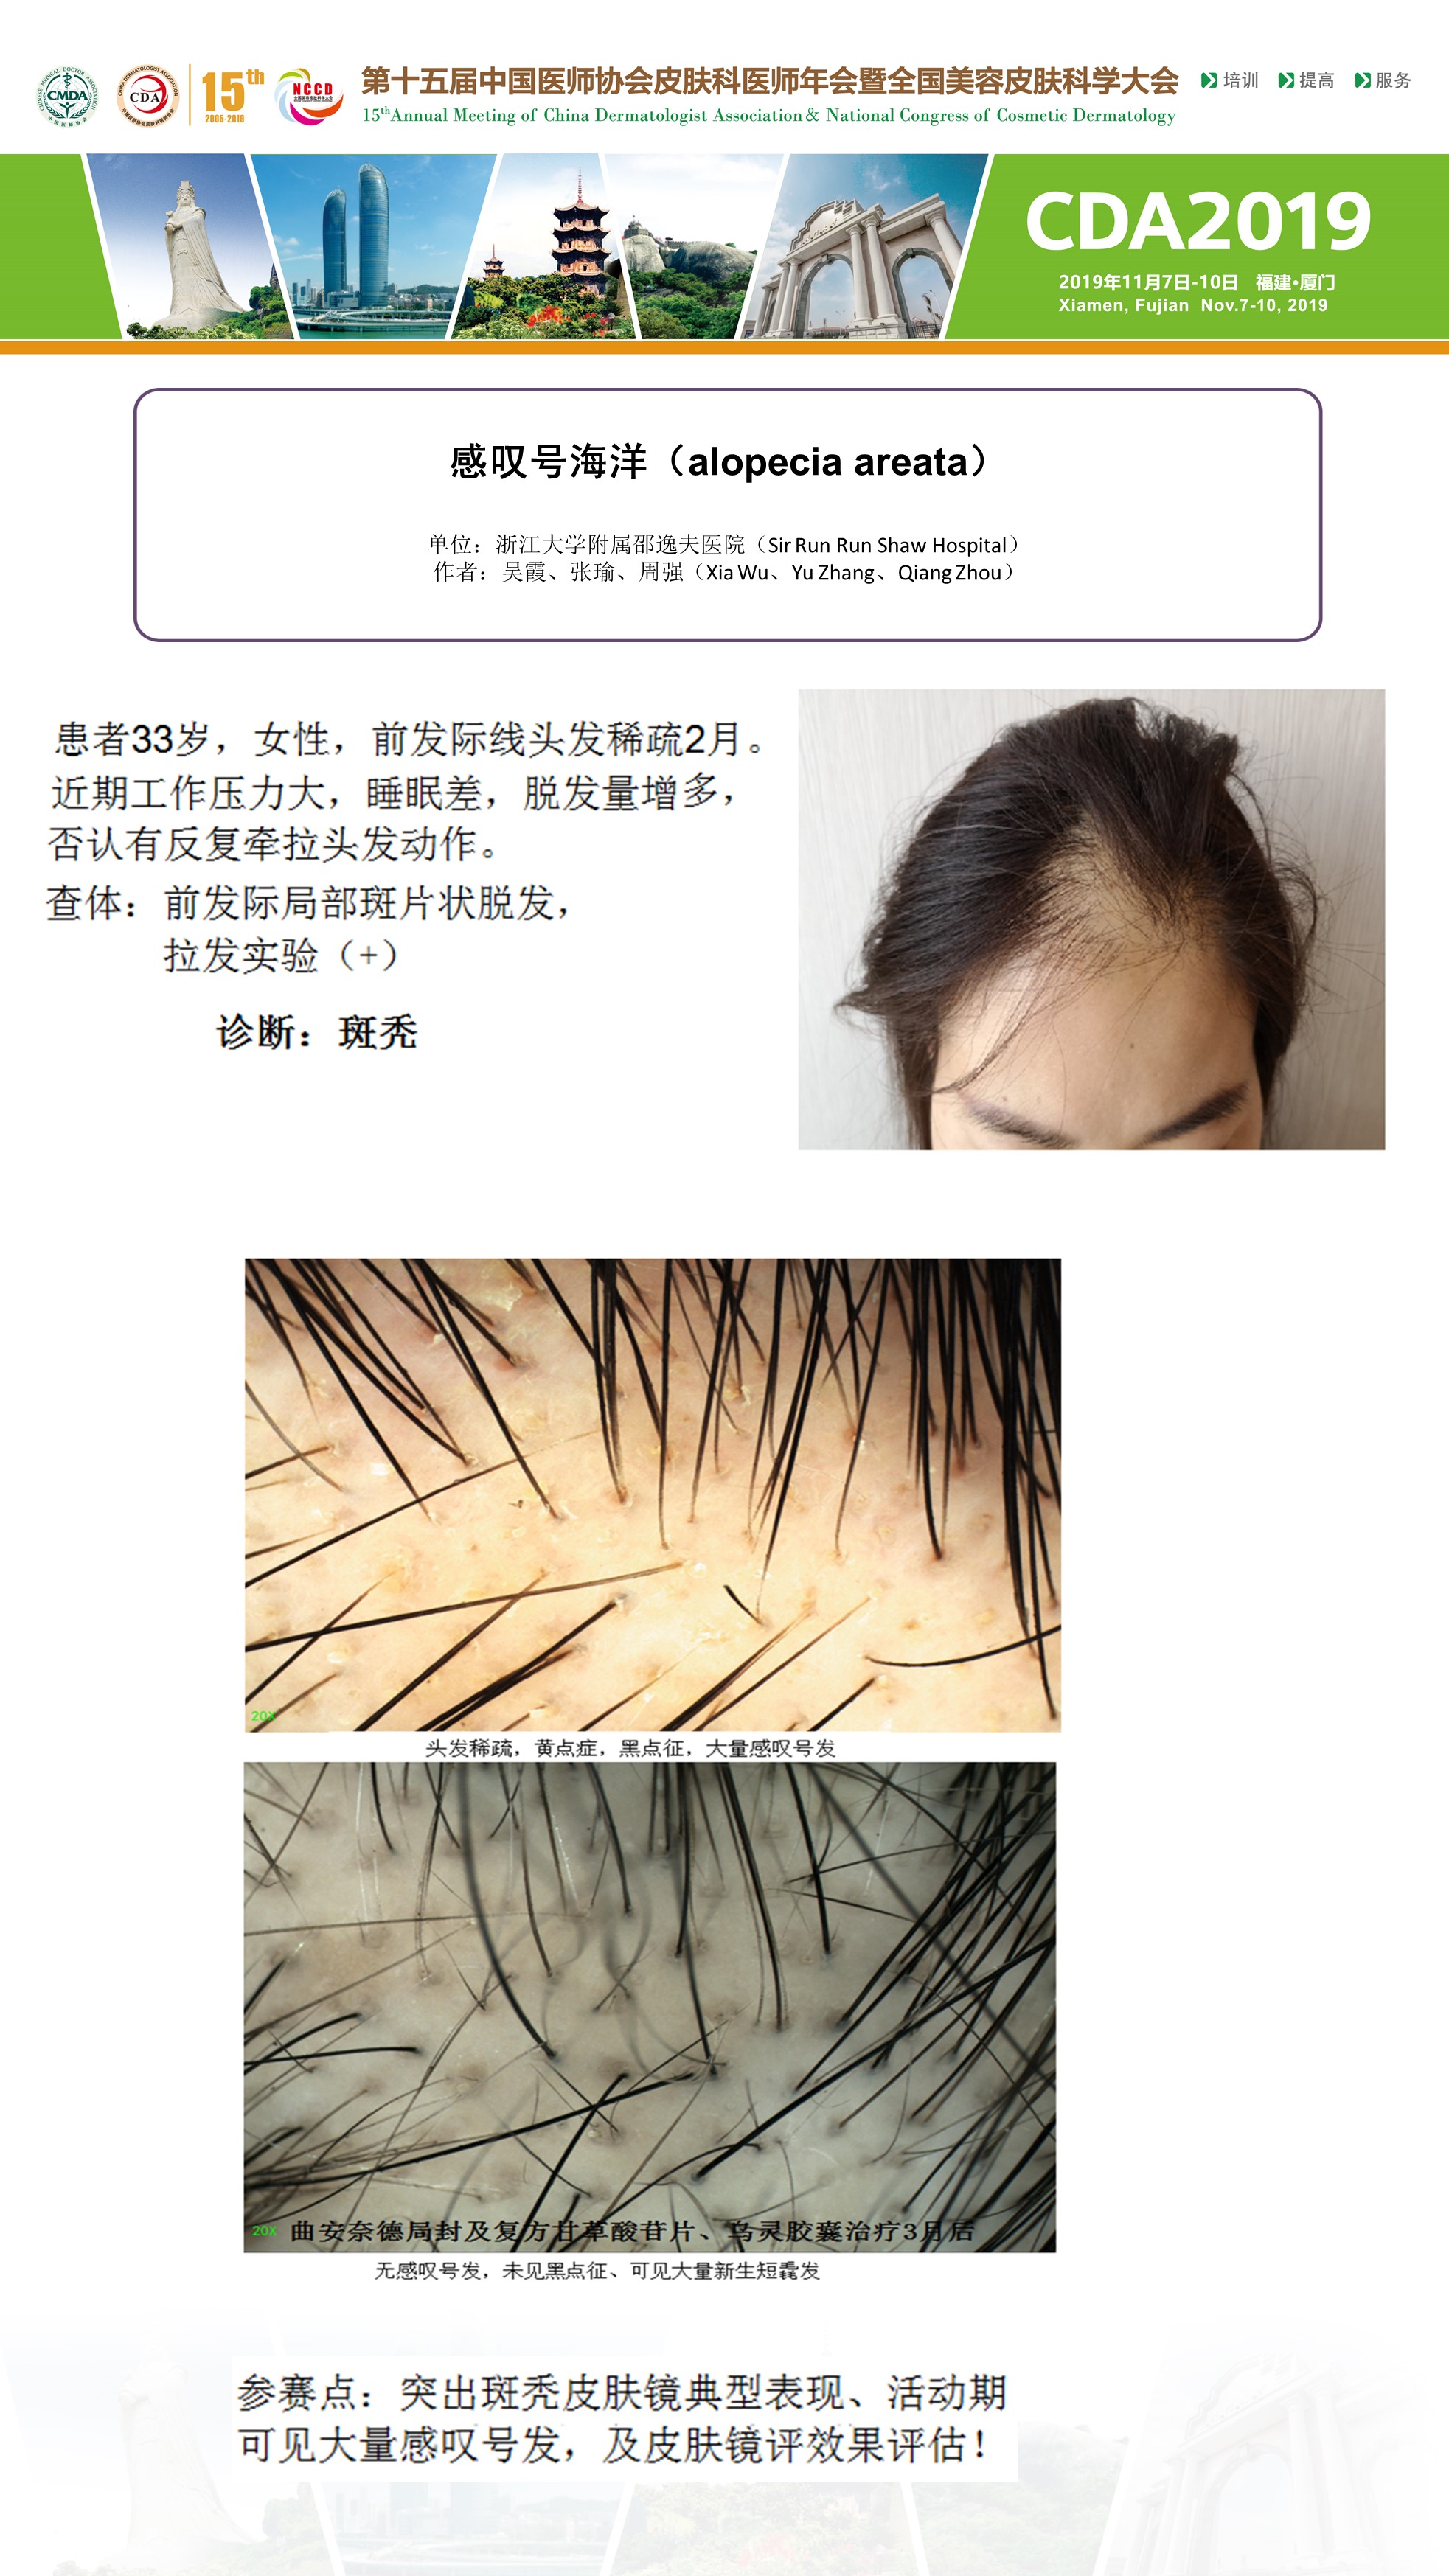 CMDA
CDA
15th
2005-2019
NCCD
第十五届中国医师协会皮肤科医师年会暨全国美容皮肤科学大会
15thAnnual Meeting of China Dermatologist Association & National Congress of Cosmetic Dermatology
培训 提高 服务
CDA2019
2019年11月7日-10日 福建·厦门
Xiamen, Fujian Nov.7-10, 2019
感叹号海洋（alopecia areata）
单位：浙江大学附属邵逸夫医院（Sir Run Run Shaw Hospital）
作者：吴霞、张瑜、周强（Xia Wu、Yu Zhang、Qiang Zhou）
患者33岁，女性，前发际线头发稀疏2月。
近期工作压力大，睡眠差，脱发量增多，
否认有反复牵拉头发动作。
查体：前发际局部斑片状脱发，
拉发实验（+）
诊断：斑秃
20X
头发稀疏，黄点症，黑点征，大量感叹号发
20X 曲安奈德局封及复方甘草酸苷片、乌灵胶囊治疗3月后
无感叹号发，未见黑点征、可见大量新生短毳发
参赛点：突出斑秃皮肤镜典型表现、活动期
可见大量感叹号发，及皮肤镜评效果评估！